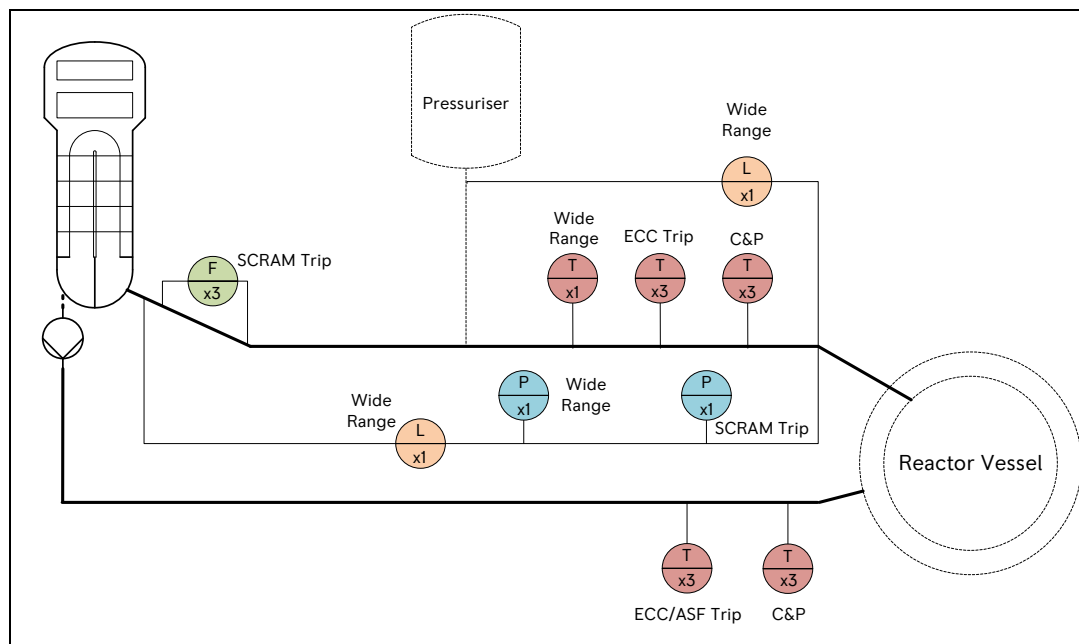 Pressuriser
Wide
Range
L
x1
Wide
Range
ECC Trip
C&P
T
x1
T
x3
T
x3
F
x3
SCRAM Trip
P
x1
Wide
Range
P
x1
SCRAM Trip
Wide
Range
L
x1
Reactor Vessel
T
x3
ECC/ASF Trip
T
x3
C&P